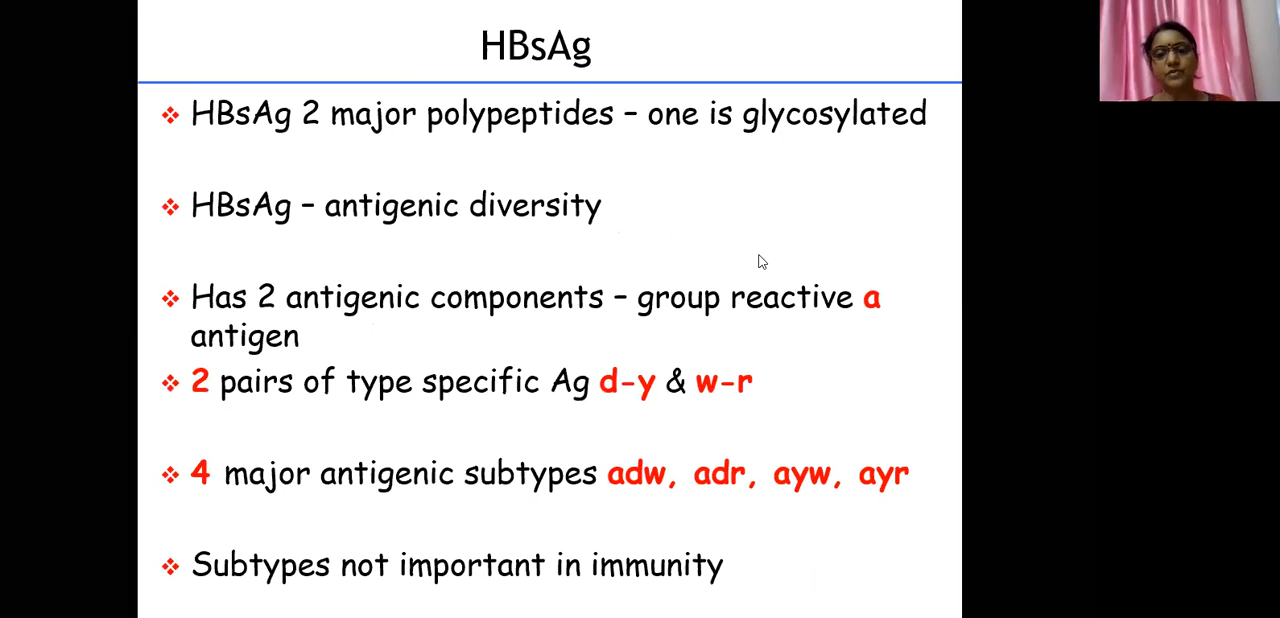 HBsAg
HBsAg 2 major polypeptides – one is glycosylated
HBsAg – antigenic diversity
Has 2 antigenic components – group reactive a
antigen
2 pairs of type specific Ag d-y & w-r
4 major antigenic subtypes adw, adr, ayw, ayr
Subtypes not important in immunity